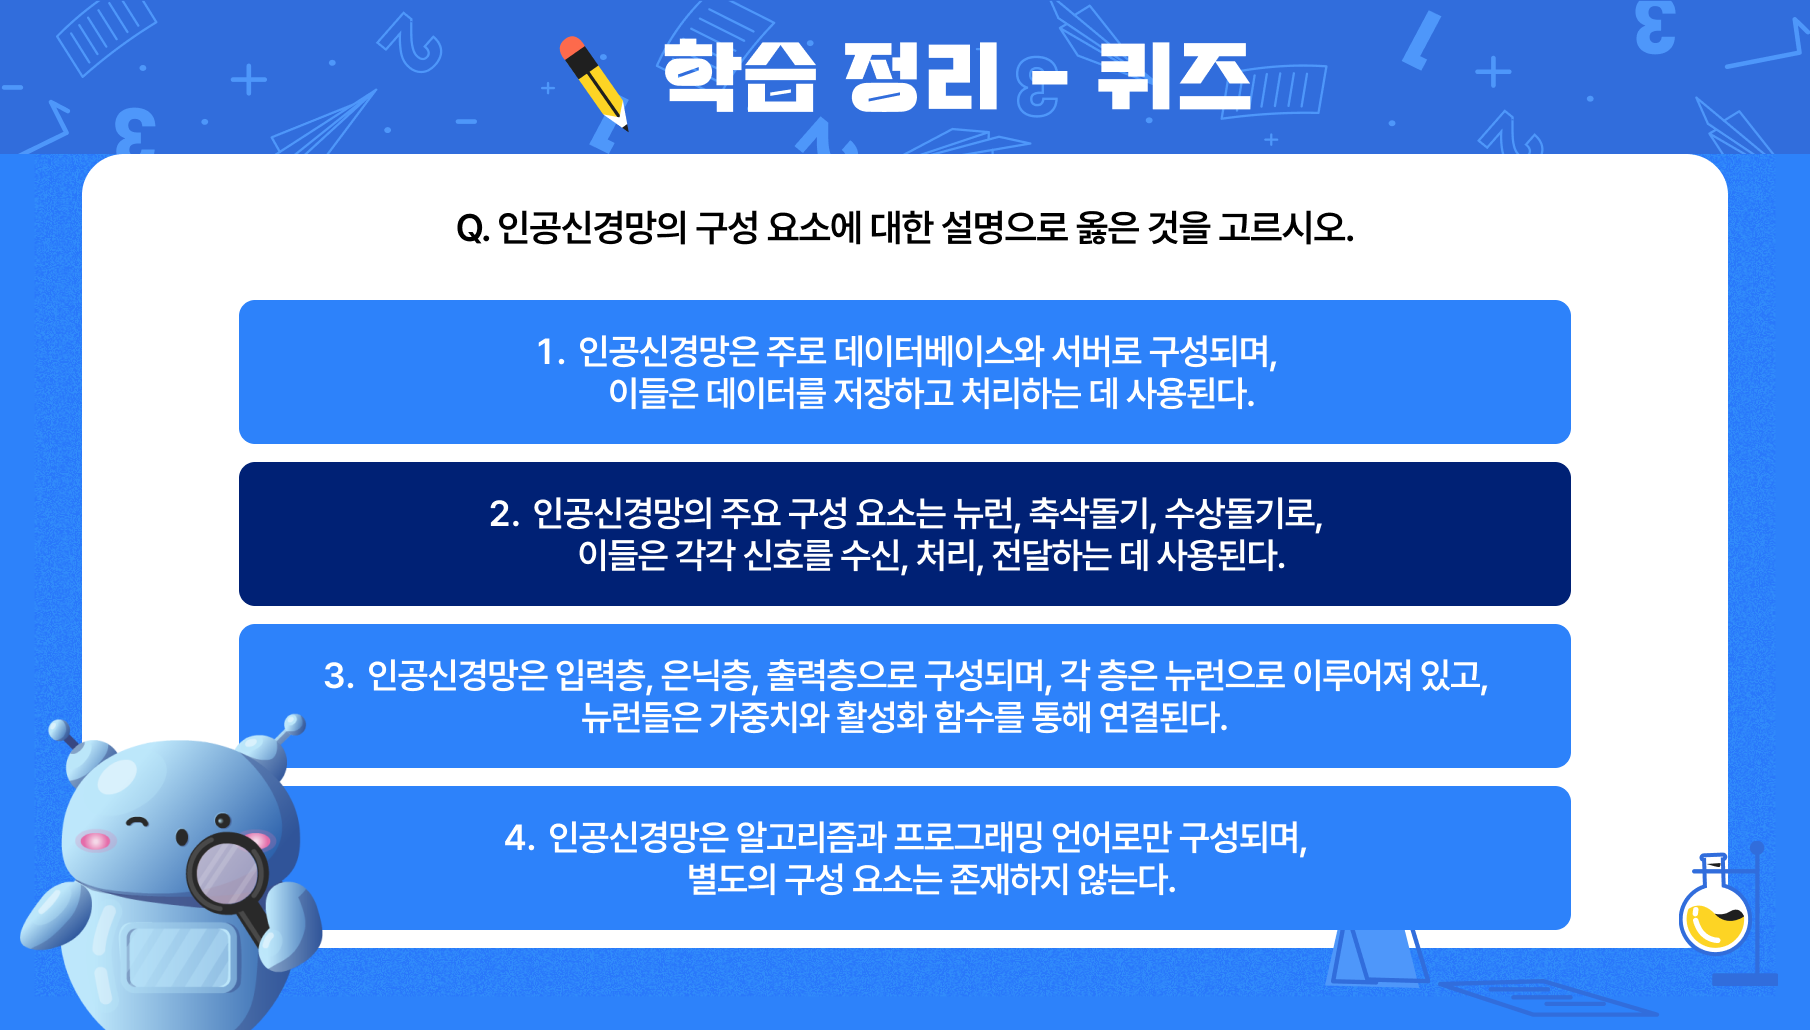 학습 정리 - 퀴즈
Q. 인공신경망의 구성 요소에 대한 설명으로 옳은 것을 고르시오.
1. 인공신경망은 주로 데이터베이스와 서버로 구성되며,
이들은 데이터를 저장하고 처리하는 데 사용된다.
2. 인공신경망의 주요 구성 요소는 뉴런, 축삭돌기, 수상돌기로,
이들은 각각 신호를 수신, 처리, 전달하는 데 사용된다.
3. 인공신경망은 입력층, 은닉층, 출력층으로 구성되며, 각 층은 뉴런으로 이루어져 있고,
뉴런들은 가중치와 활성화 함수를 통해 연결된다.
4. 인공신경망은 알고리즘과 프로그래밍 언어로만 구성되며,
별도의 구성 요소는 존재하지 않는다.